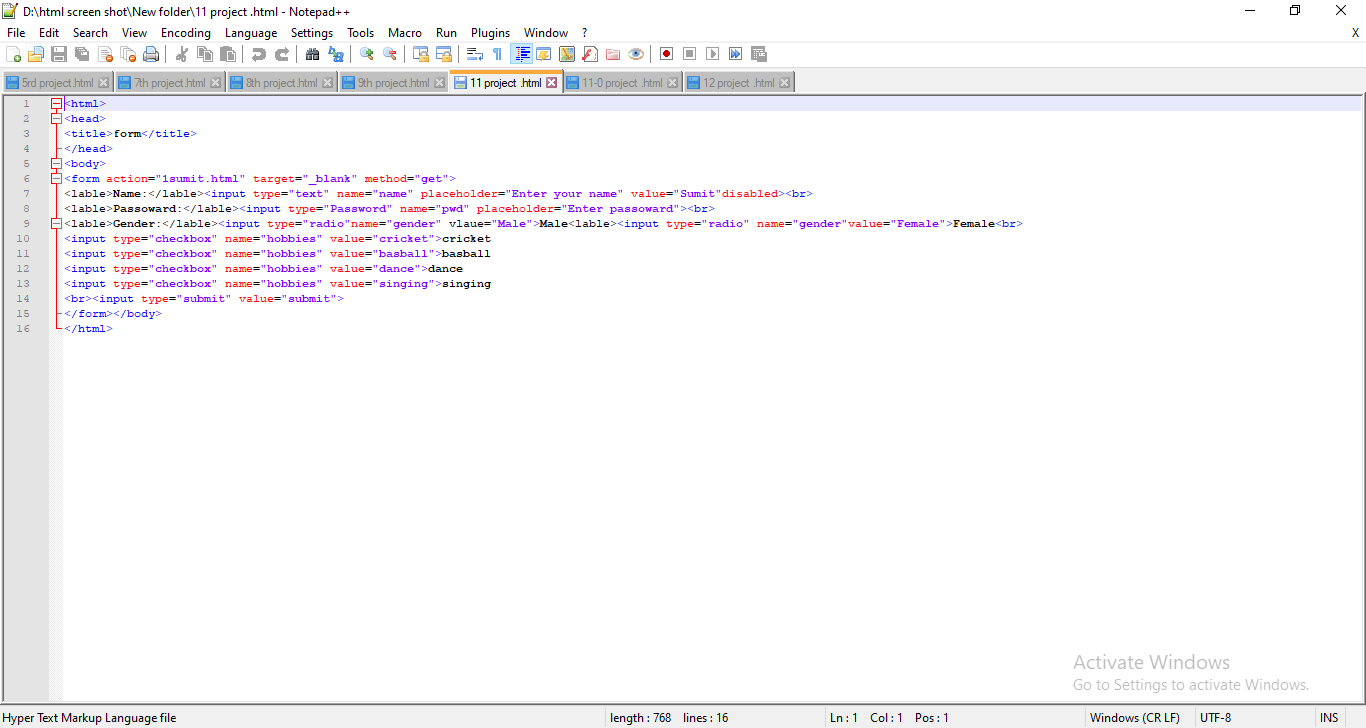 D:\html screen shot\New folder\11 project .html - Notepad++
File Edit Search View Encoding Language Settings Tools Macro Run Plugins Window ? X
5rd project.html 7th project.html 8th project.html 9th project.html 11 project .html 11-0 project .html 12 project .html
1 <html>
2 <head>
3 <title>form</title>
4 </head>
5 <body>
6 <form action="1sumit.html" target="_blank" method="get">
7 <lable>Name:</lable><input type="text" name="name" placeholder="Enter your name" value="Sumit"disabled><br>
8 <lable>Passoward:</lable><input type="Password" name="pwd" placeholder="Enter passoward"><br>
9 <lable>Gender:</lable><input type="radio"name="gender" vlaue="Male">Male<lable><input type="radio" name="gender"value="Female">Female<br>
10 <input type="checkbox" name="hobbies" value="cricket">cricket
11 <input type="checkbox" name="hobbies" value="basball">basball
12 <input type="checkbox" name="hobbies" value="dance">dance
13 <input type="checkbox" name="hobbies" value="singing">singing
14 <br><input type="submit" value="submit">
15 </form></body>
16 </html>
Activate Windows
Go to Settings to activate Windows.
Hyper Text Markup Language file length : 768 lines : 16 Ln : 1 Col : 1 Pos : 1 Windows (CR LF) UTF-8 INS